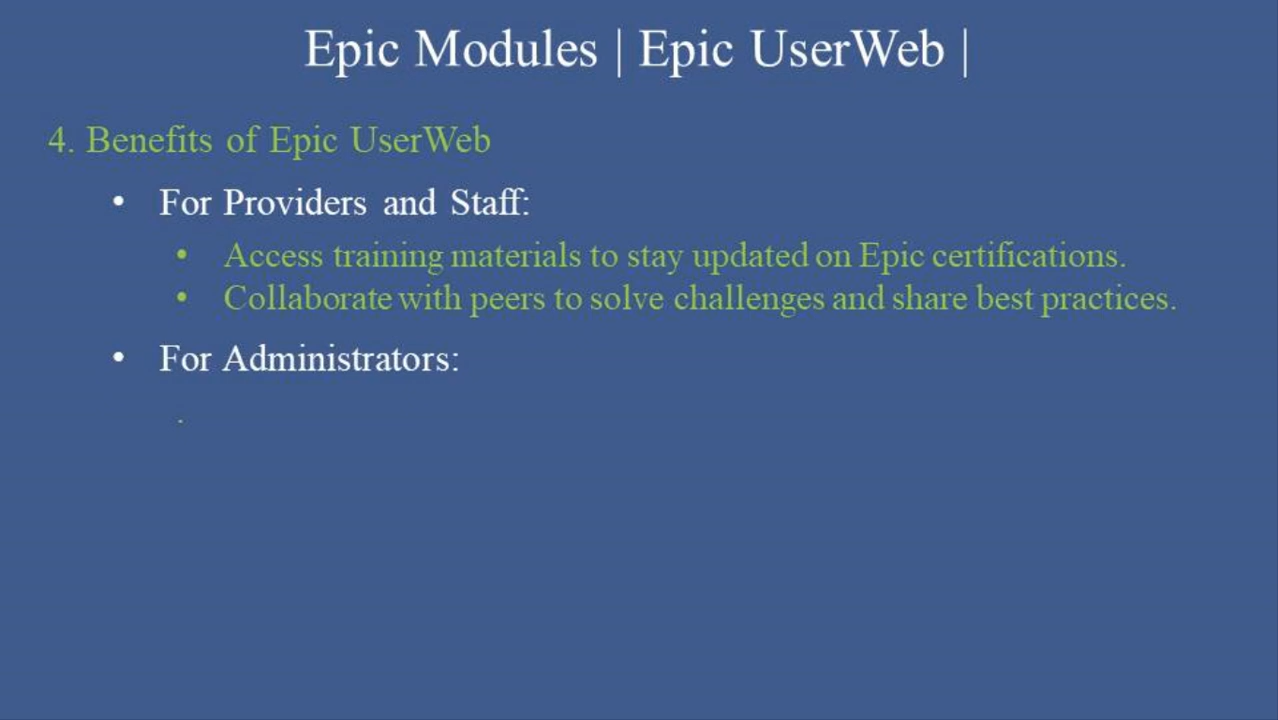 Epic Modules | Epic UserWeb |
4. Benefits of Epic UserWeb
• For Providers and Staff:
• Access training materials to stay updated on Epic certifications.
• Collaborate with peers to solve challenges and share best practices.
• For Administrators:
.